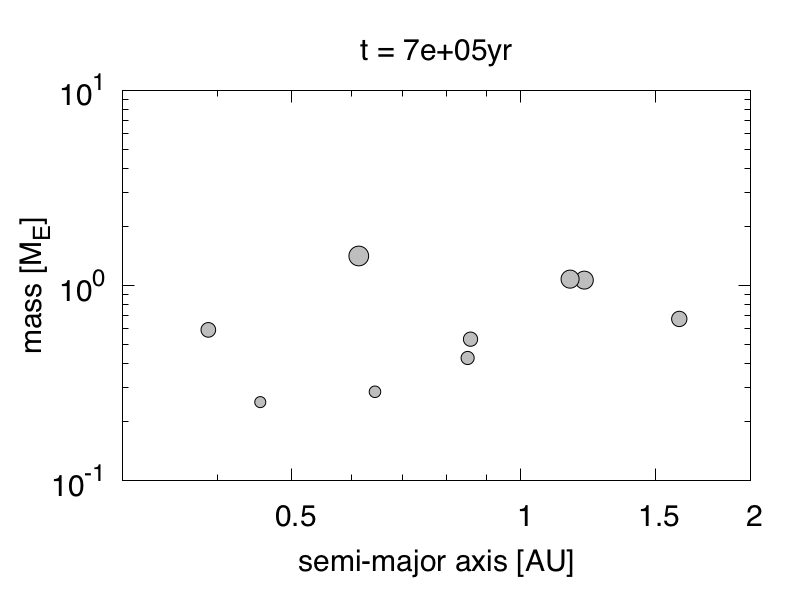 t = 7e+05yr
10^1
10^0
10^-1
mass [M_E]
0.5 1 1.5 2
semi-major axis [AU]